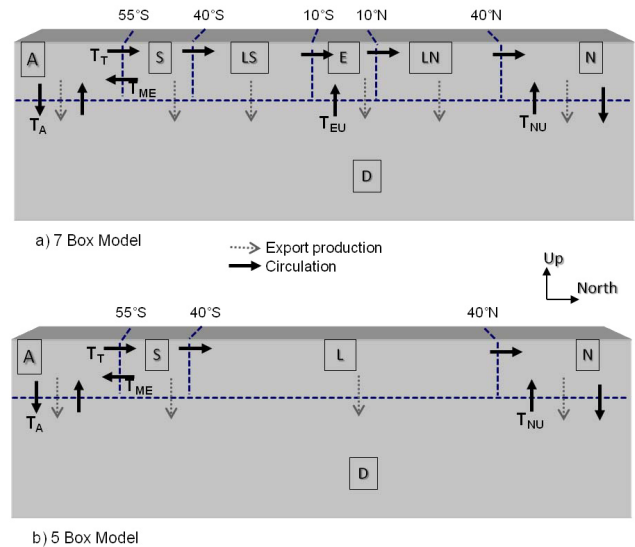 55°S 40°S 10°S 10°N 40°N
A T_T S LS E LN N
T_ME
T_A T_EU T_NU
D
a) 7 Box Model
Export production
Circulation
Up
North
55°S 40°S 40°N
A T_T S L N
T_ME
T_A T_NU
D
b) 5 Box Model